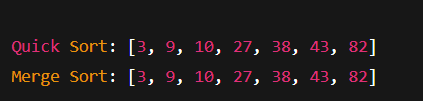 Quick Sort: [3, 9, 10, 27, 38, 43, 82]
Merge Sort: [3, 9, 10, 27, 38, 43, 82]